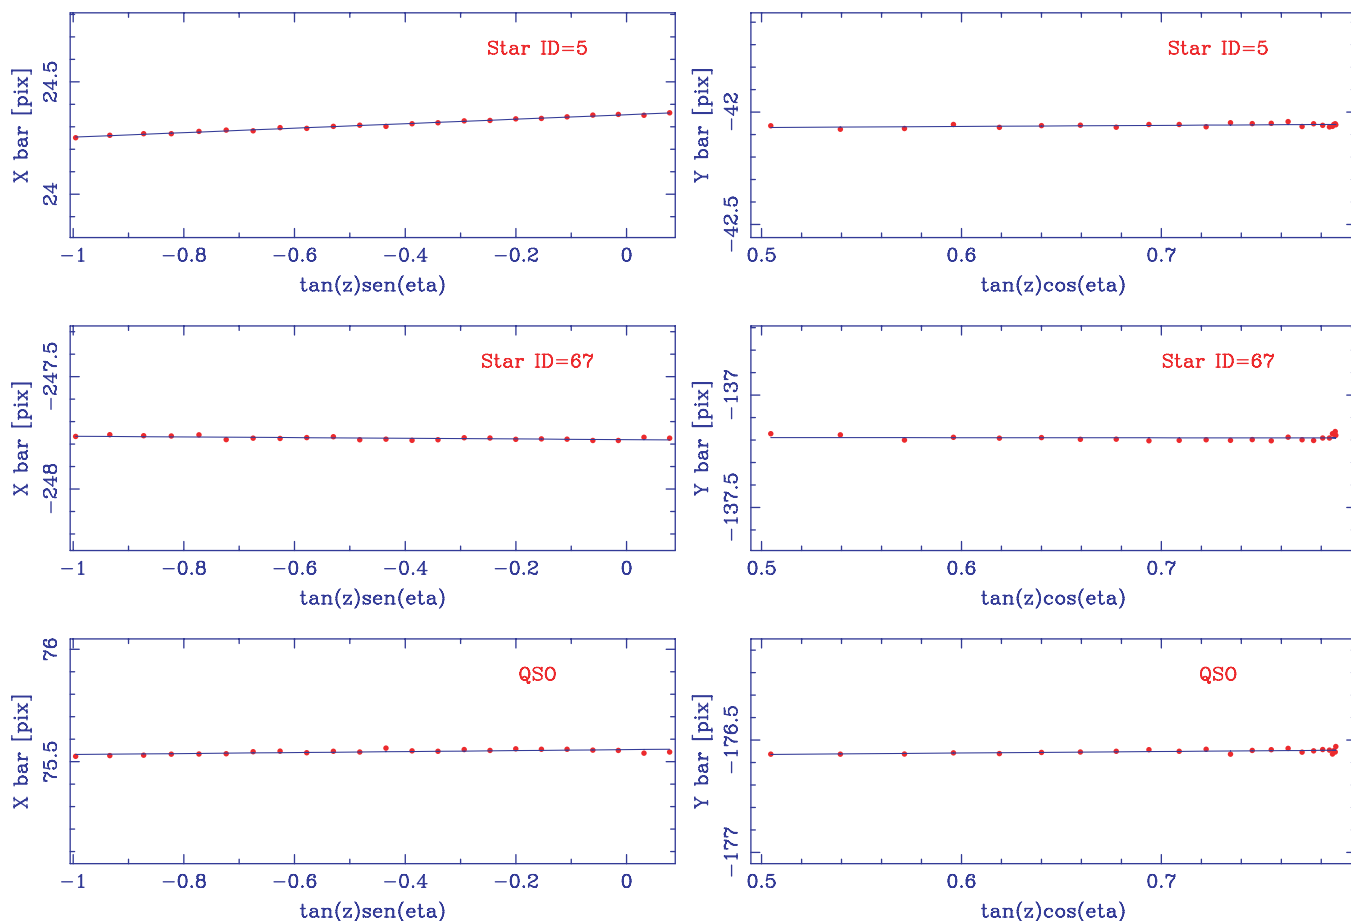 Star ID=5
X bar [pix]
24.5
24
−1 −0.8 −0.6 −0.4 −0.2 0
tan(z)sen(eta)
Star ID=5
Y bar [pix]
−42
−42.5
0.5 0.6 0.7
tan(z)cos(eta)
Star ID=67
X bar [pix]
−247.5
−248
−1 −0.8 −0.6 −0.4 −0.2 0
tan(z)sen(eta)
Star ID=67
Y bar [pix]
−137
−137.5
0.5 0.6 0.7
tan(z)cos(eta)
QSO
X bar [pix]
76
75.5
−1 −0.8 −0.6 −0.4 −0.2 0
tan(z)sen(eta)
QSO
Y bar [pix]
−176.5
−177
0.5 0.6 0.7
tan(z)cos(eta)